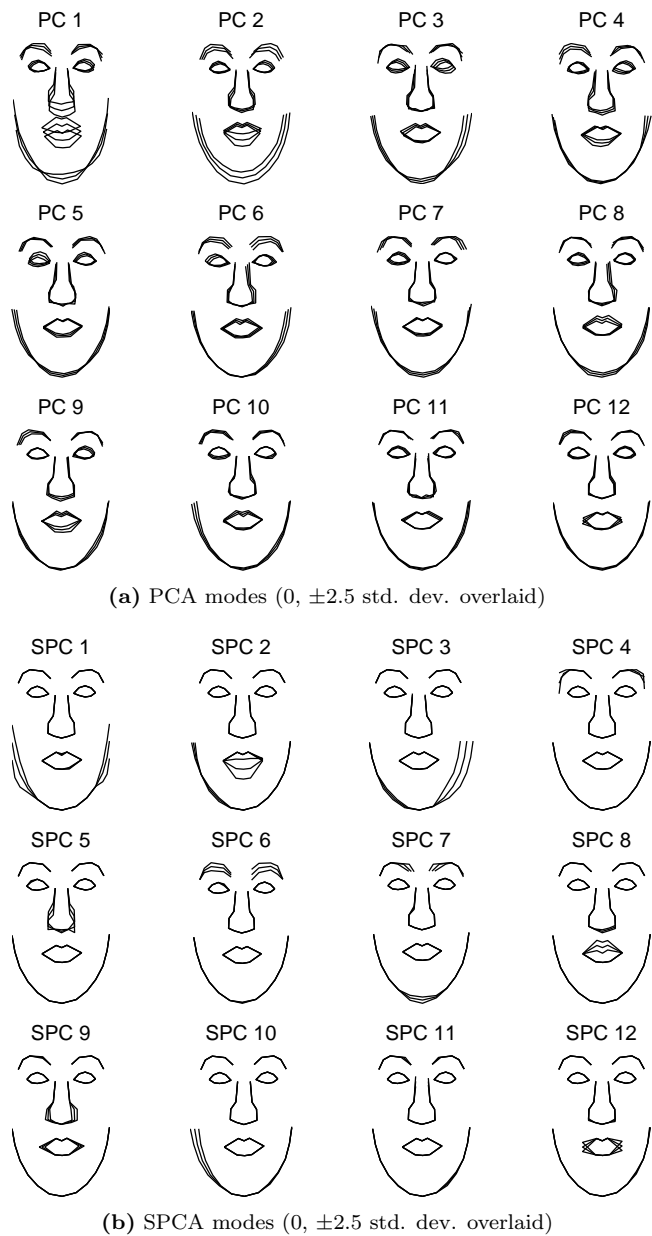 PC 1 PC 2 PC 3 PC 4
PC 5 PC 6 PC 7 PC 8
PC 9 PC 10 PC 11 PC 12
(a) PCA modes (0, ±2.5 std. dev. overlaid)
SPC 1 SPC 2 SPC 3 SPC 4
SPC 5 SPC 6 SPC 7 SPC 8
SPC 9 SPC 10 SPC 11 SPC 12
(b) SPCA modes (0, ±2.5 std. dev. overlaid)